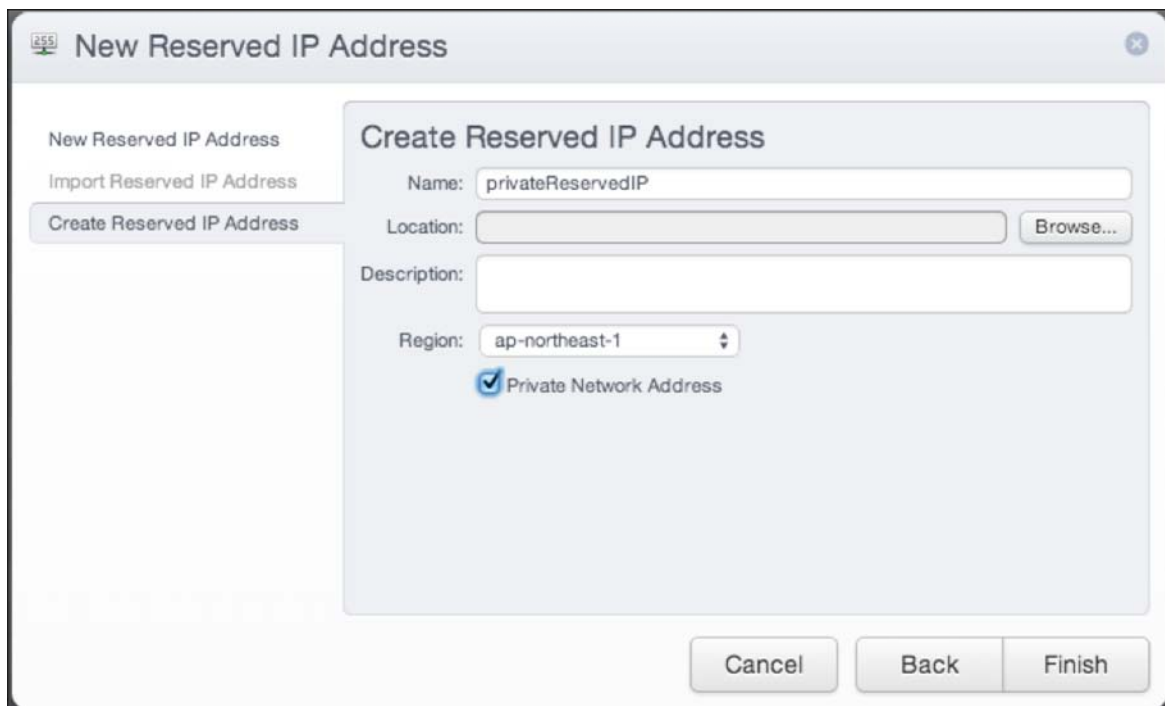 255
New Reserved IP Address
New Reserved IP Address
Import Reserved IP Address
Create Reserved IP Address
Create Reserved IP Address
Name: privateReservedIP
Location: Browse...
Description:
Region: ap-northeast-1
Private Network Address
Cancel Back Finish